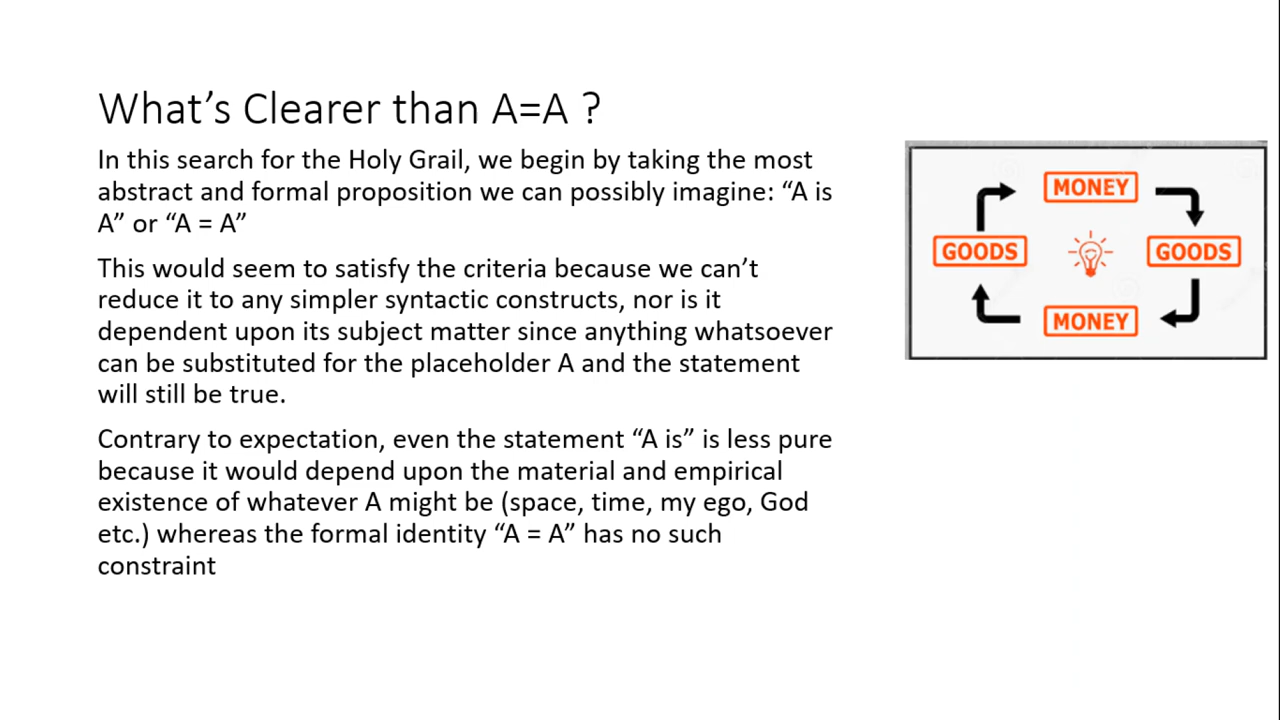 What’s Clearer than A=A ?
In this search for the Holy Grail, we begin by taking the most
abstract and formal proposition we can possibly imagine: “A is
A” or “A = A”
This would seem to satisfy the criteria because we can’t
reduce it to any simpler syntactic constructs, nor is it
dependent upon its subject matter since anything whatsoever
can be substituted for the placeholder A and the statement
will still be true.
Contrary to expectation, even the statement “A is” is less pure
because it would depend upon the material and empirical
existence of whatever A might be (space, time, my ego, God
etc.) whereas the formal identity “A = A” has no such
constraint
MONEY
GOODS
GOODS
MONEY